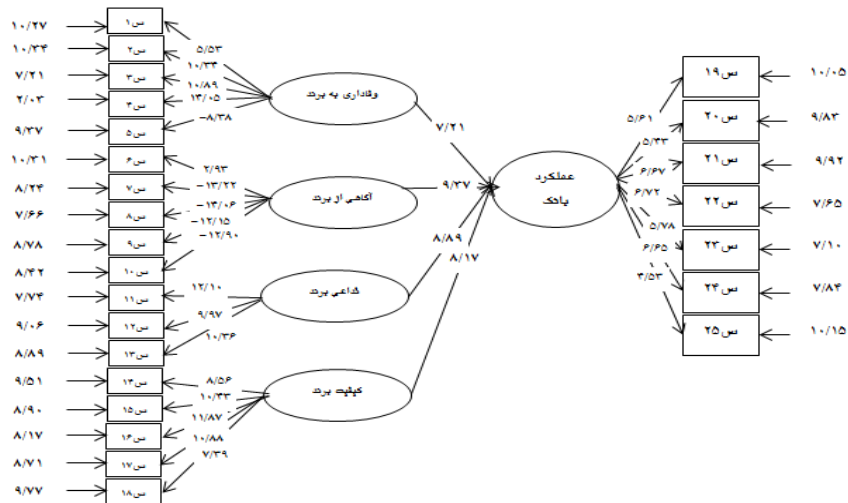 ۱۰/۲۷
س۱
۱۰/۳۴
س۲
۷/۲۱
س۳
۲/۰۳
س۴
۹/۳۷
س۵
۱۰/۳۱
س۶
۸/۲۴
س۷
۷/۶۶
س۸
۸/۷۸
س۹
۸/۴۲
س۱۰
۷/۷۴
س۱۱
۹/۰۶
س۱۲
۸/۸۹
س۱۳
۹/۵۱
س۱۴
۸/۹۰
س۱۵
۸/۱۷
س۱۶
۸/۷۱
س۱۷
۹/۷۷
س۱۸
۵/۵۳
۱۰/۳۴
۱۰/۸۹
۱۴/۰۵
-۸/۳۸
۲/۹۳
-۱۳/۲۲
-۱۴/۰۶
-۱۲/۱۵
-۱۲/۹۰
۱۲/۱۰
۹/۹۷
۱۰/۳۶
۸/۵۶
۱۰/۴۳
۱۱/۸۷
۱۰/۸۸
۷/۳۹
وفاداری به برند
آگاهی از برند
تداعی برند
کیفیت برند
۷/۲۱
۹/۳۷
۸/۸۹
۸/۱۷
عملکرد
بانک
۵/۶۱
۵/۴۳
۶/۶۷
۶/۷۲
۵/۷۸
۶/۶۵
۴/۵۳
س۱۹
۱۰/۰۵
س۲۰
۹/۸۳
س۲۱
۹/۹۲
س۲۲
۷/۶۵
س۲۳
۷/۱۰
س۲۴
۷/۸۴
س۲۵
۱۰/۱۵